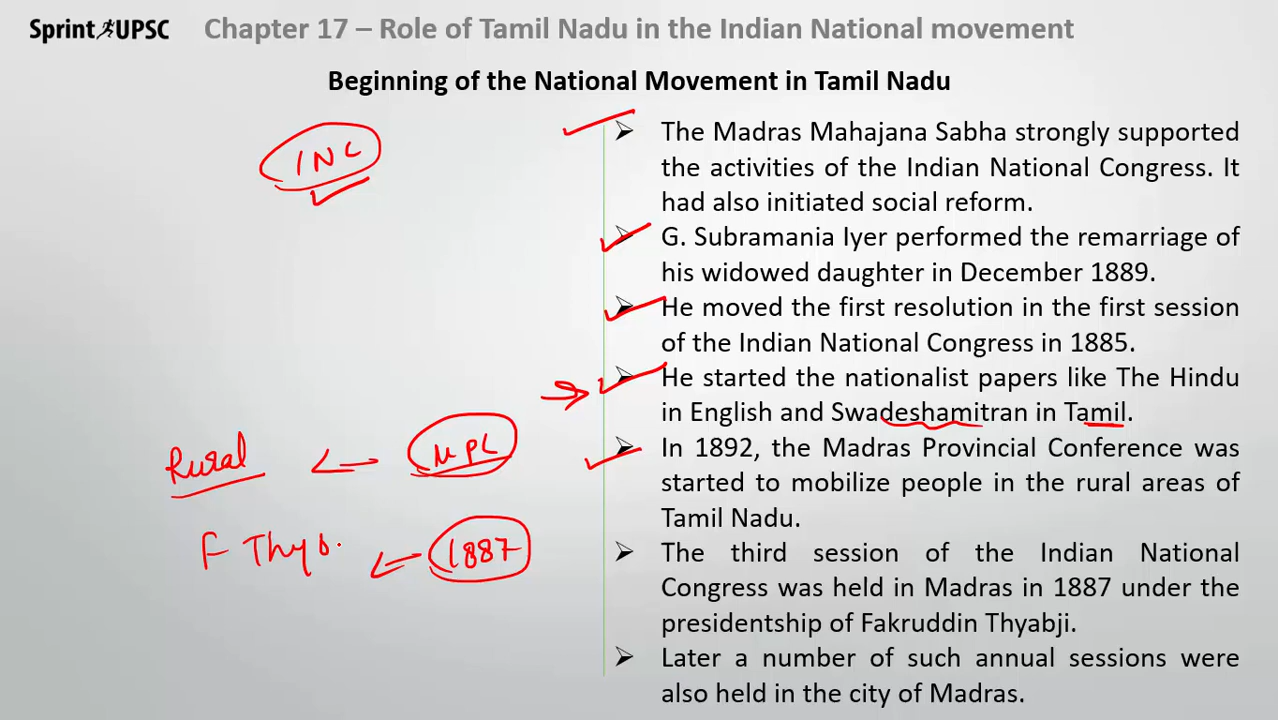 Sprint UPSC
Chapter 17 – Role of Tamil Nadu in the Indian National movement
Beginning of the National Movement in Tamil Nadu
INC
Rural
MPC
F Thyb
1887
➢ The Madras Mahajana Sabha strongly supported
the activities of the Indian National Congress. It
had also initiated social reform.
➢ G. Subramania Iyer performed the remarriage of
his widowed daughter in December 1889.
➢ He moved the first resolution in the first session
of the Indian National Congress in 1885.
➢ He started the nationalist papers like The Hindu
in English and Swadeshamitran in Tamil.
➢ In 1892, the Madras Provincial Conference was
started to mobilize people in the rural areas of
Tamil Nadu.
➢ The third session of the Indian National
Congress was held in Madras in 1887 under the
presidentship of Fakruddin Thyabji.
➢ Later a number of such annual sessions were
also held in the city of Madras.